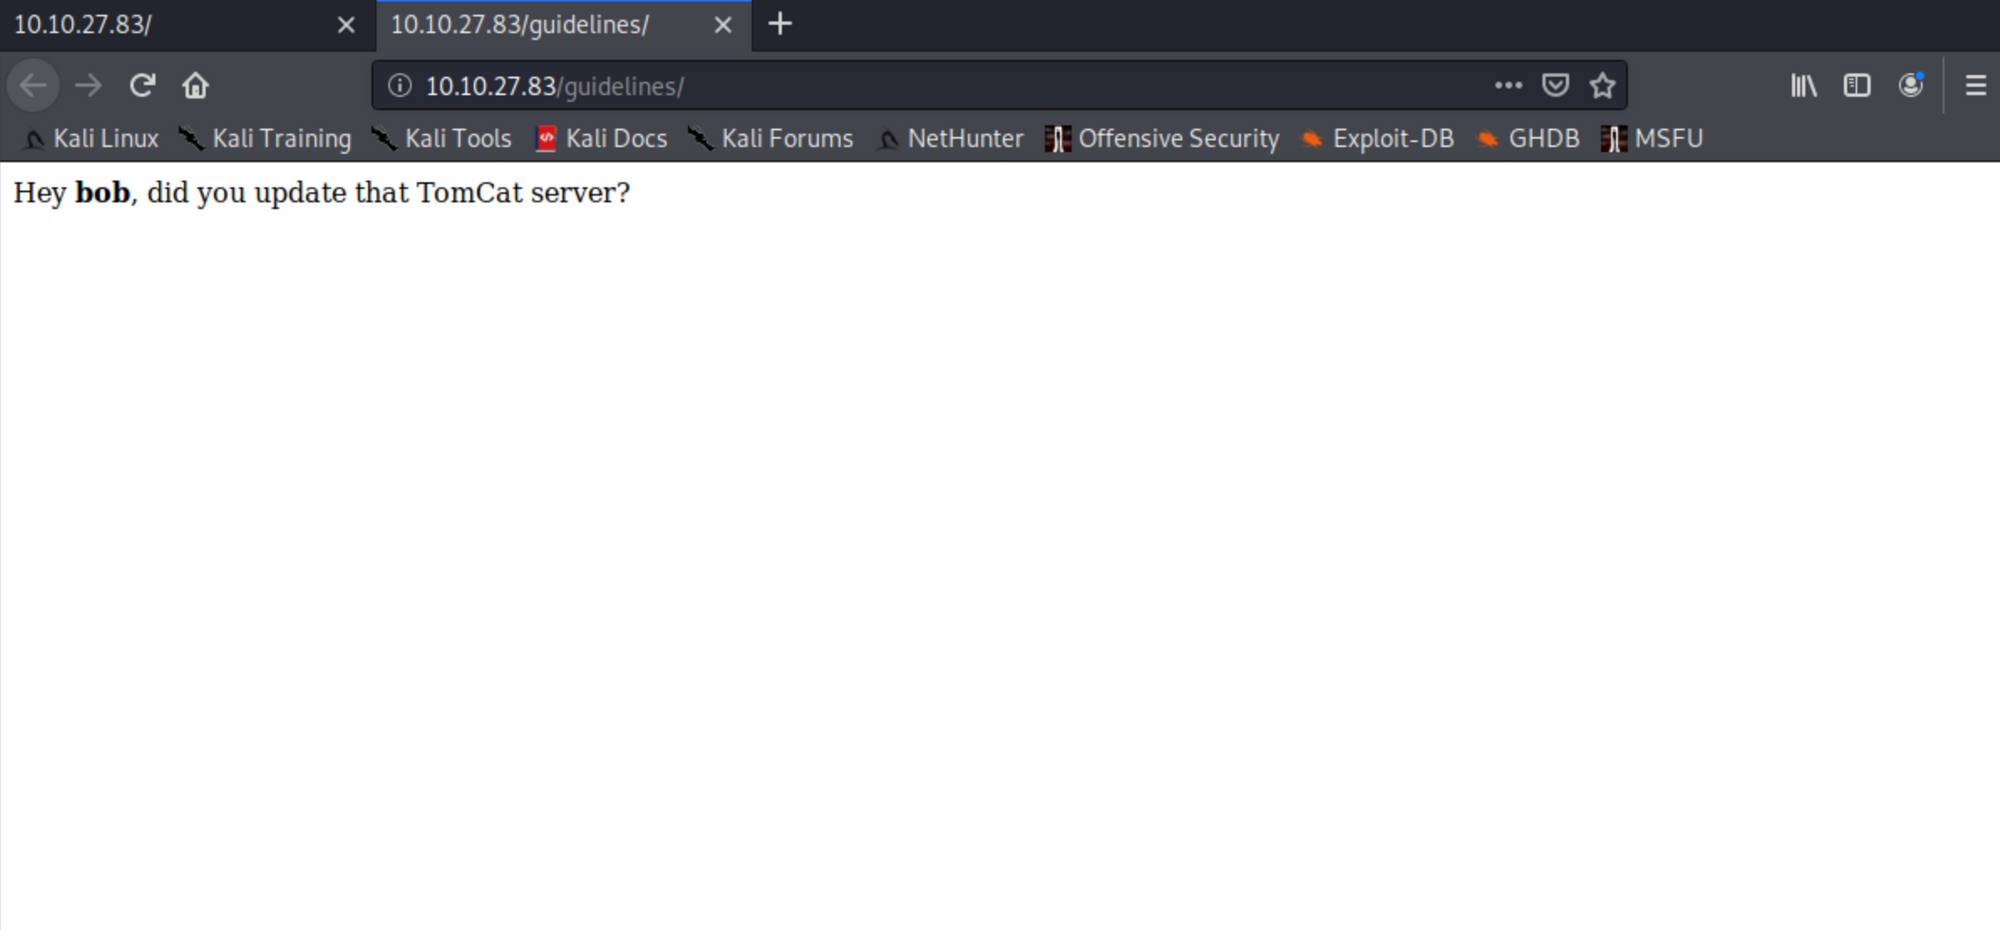 10.10.27.83/ 10.10.27.83/guidelines/
10.10.27.83/guidelines/
Kali Linux Kali Training Kali Tools Kali Docs Kali Forums NetHunter Offensive Security Exploit-DB GHDB MSFU
Hey bob, did you update that TomCat server?